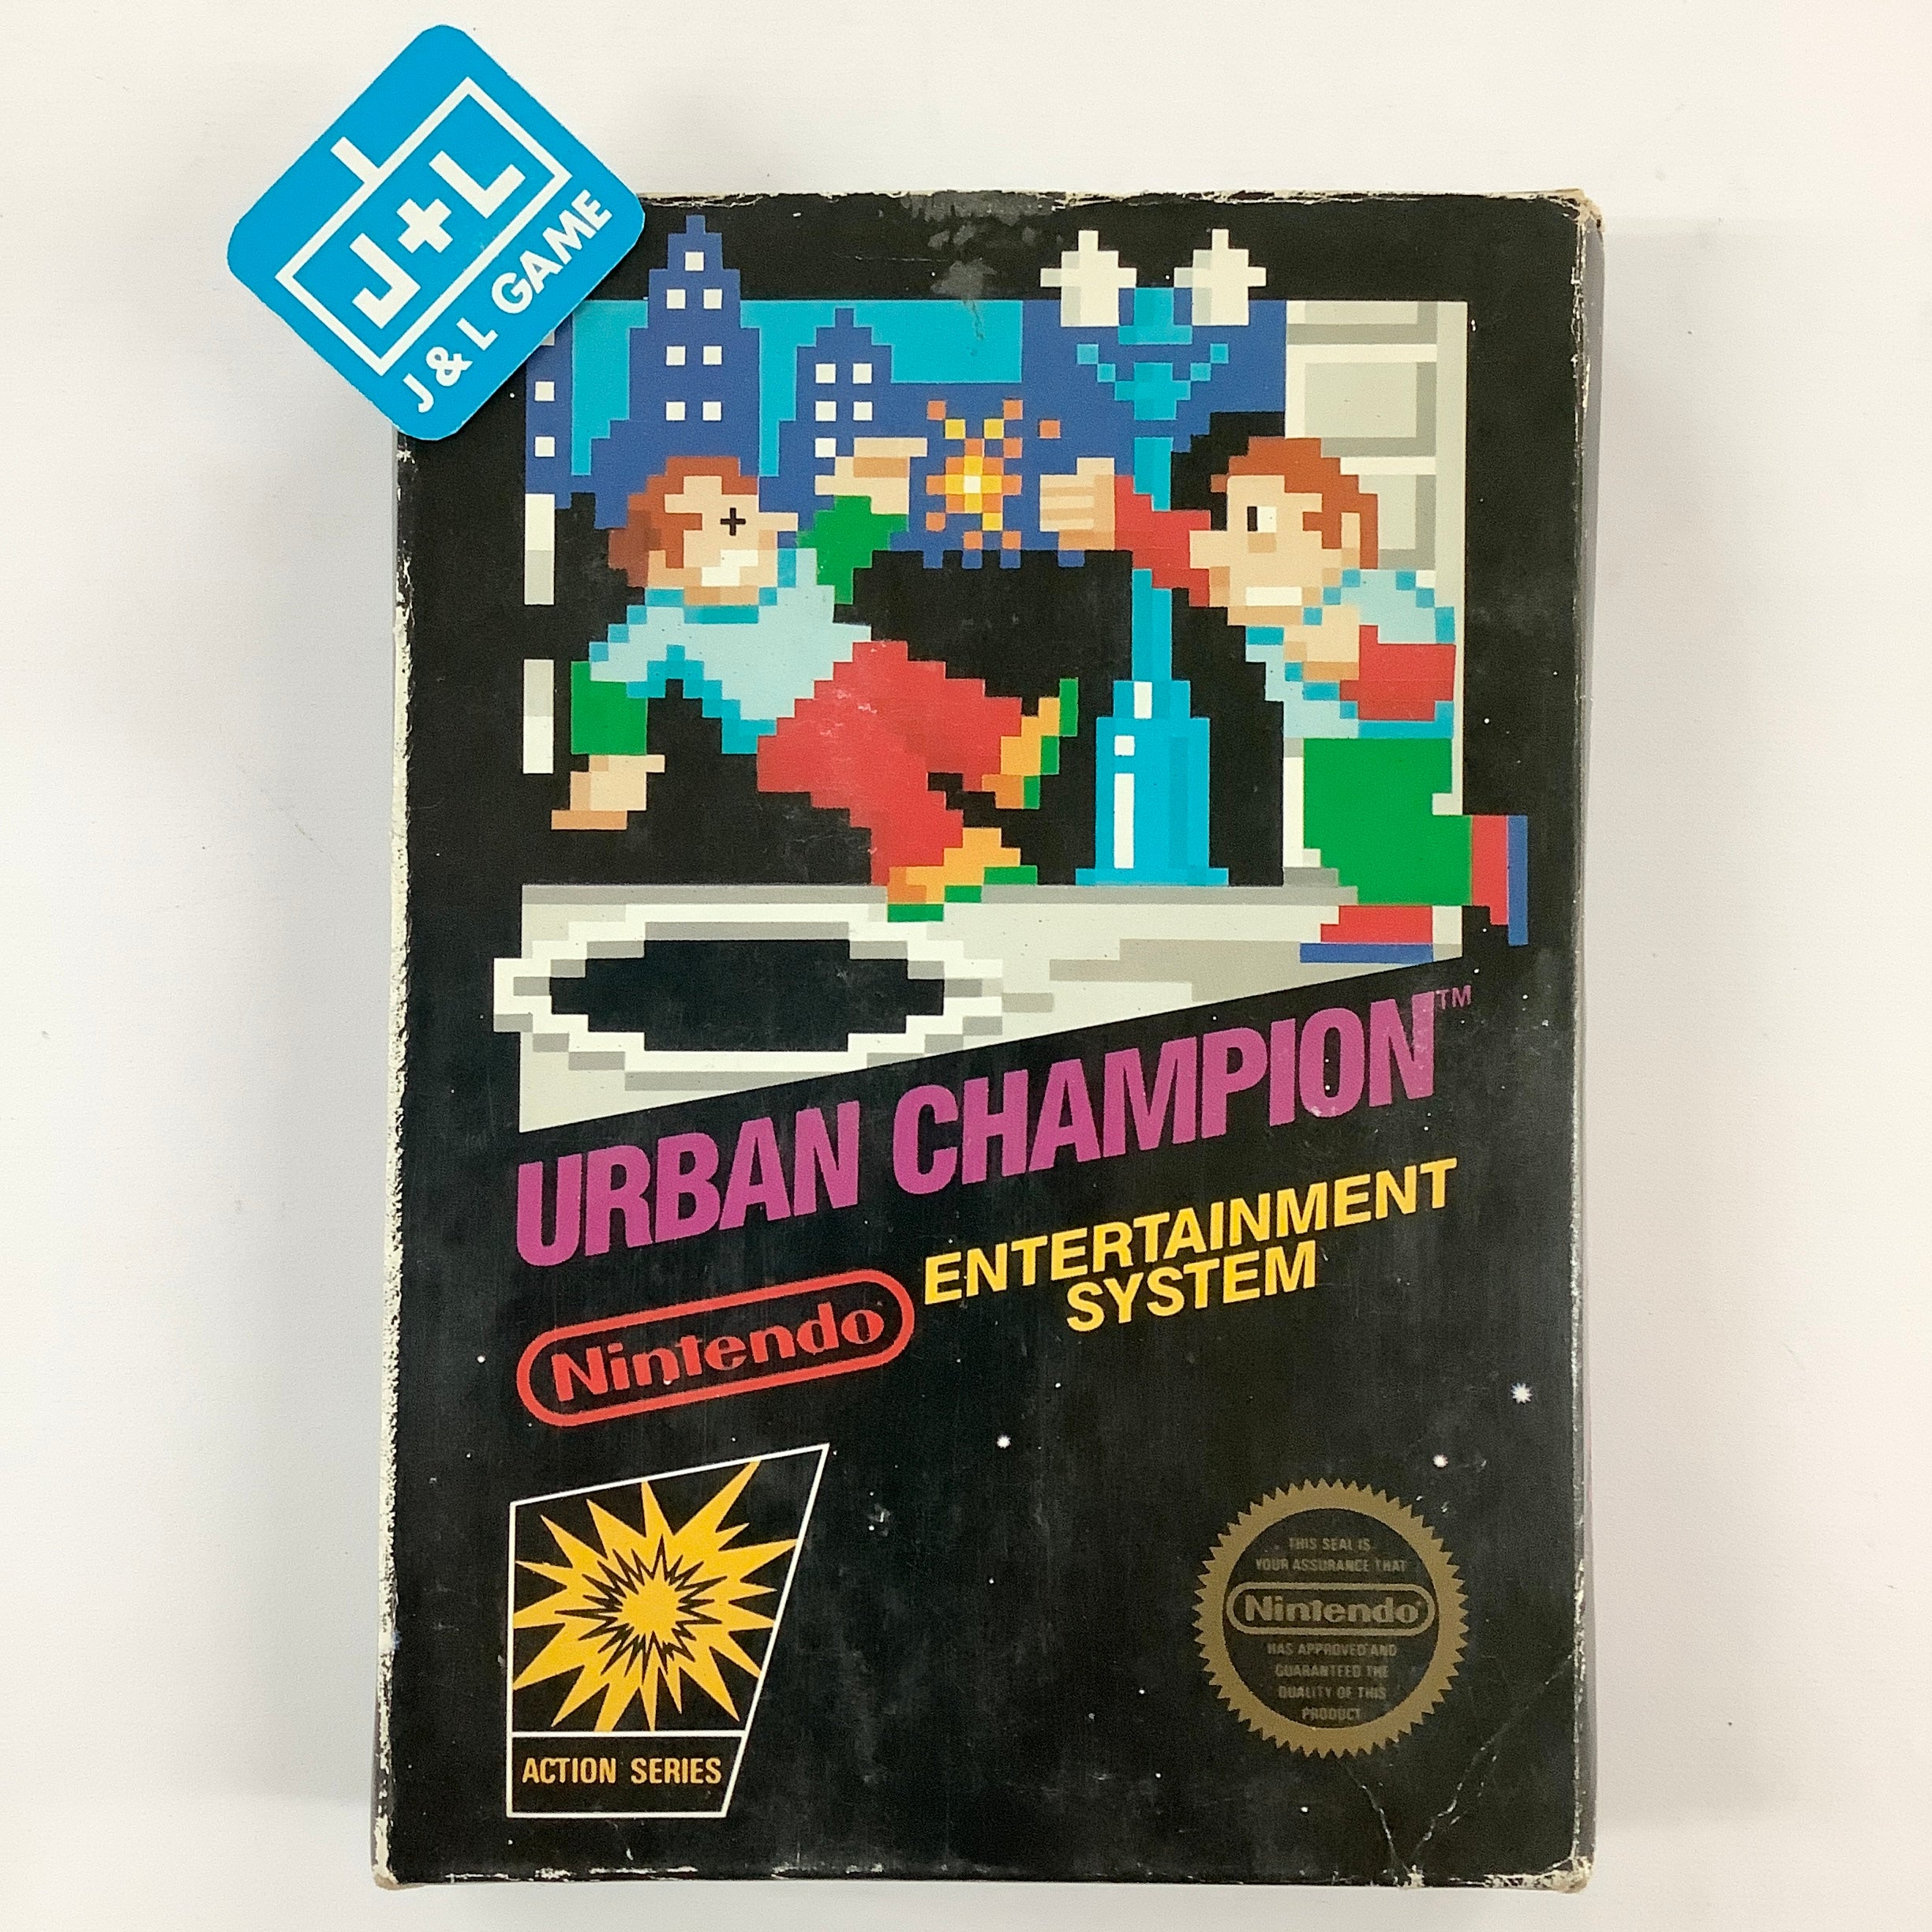 J+L
J & L GAME
URBAN CHAMPION™
ENTERTAINMENT
SYSTEM
Nintendo®
ACTION SERIES
THIS SEAL IS
YOUR ASSURANCE THAT
Nintendo®
HAS APPROVED AND
GUARANTEED THE
QUALITY OF THIS
PRODUCT